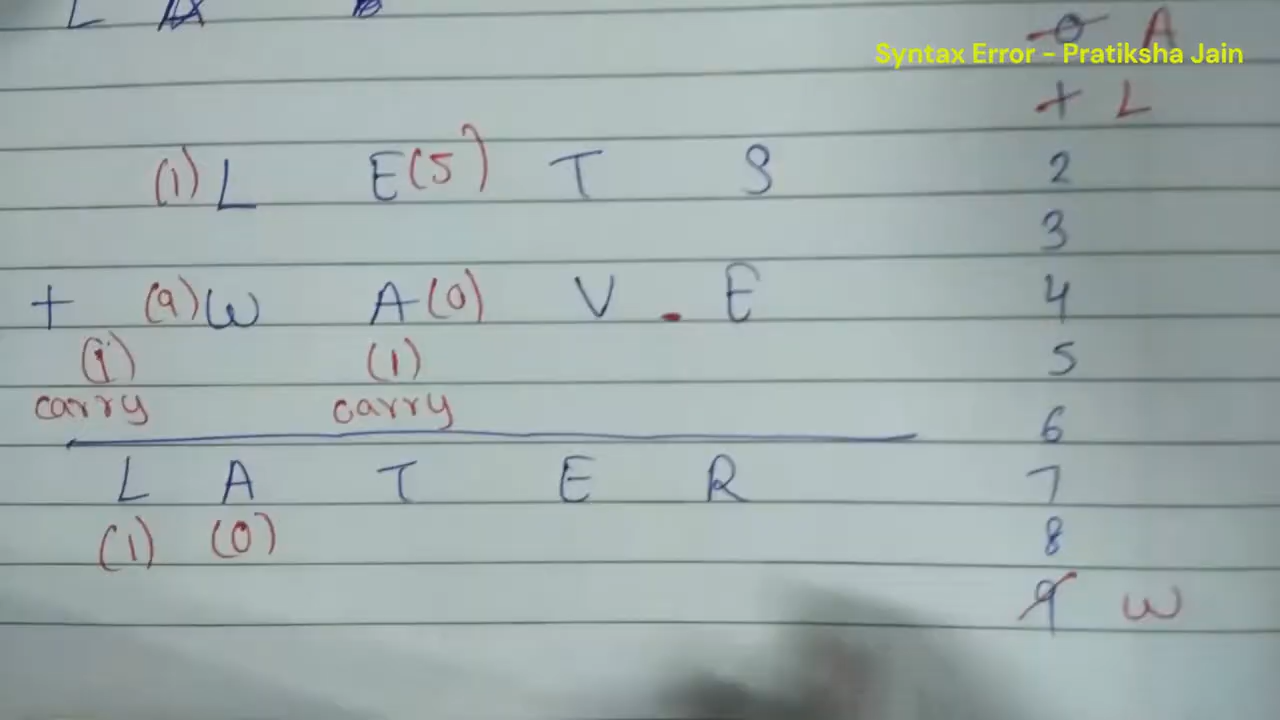 A
Syntax Error - Pratiksha Jain
L
(1) L E(5) T S 2
3
+ (9) W A(0) V . E 4
(1) (1) 5
carry carry 6
L A T E R 7
(1) (0) 8
9 W